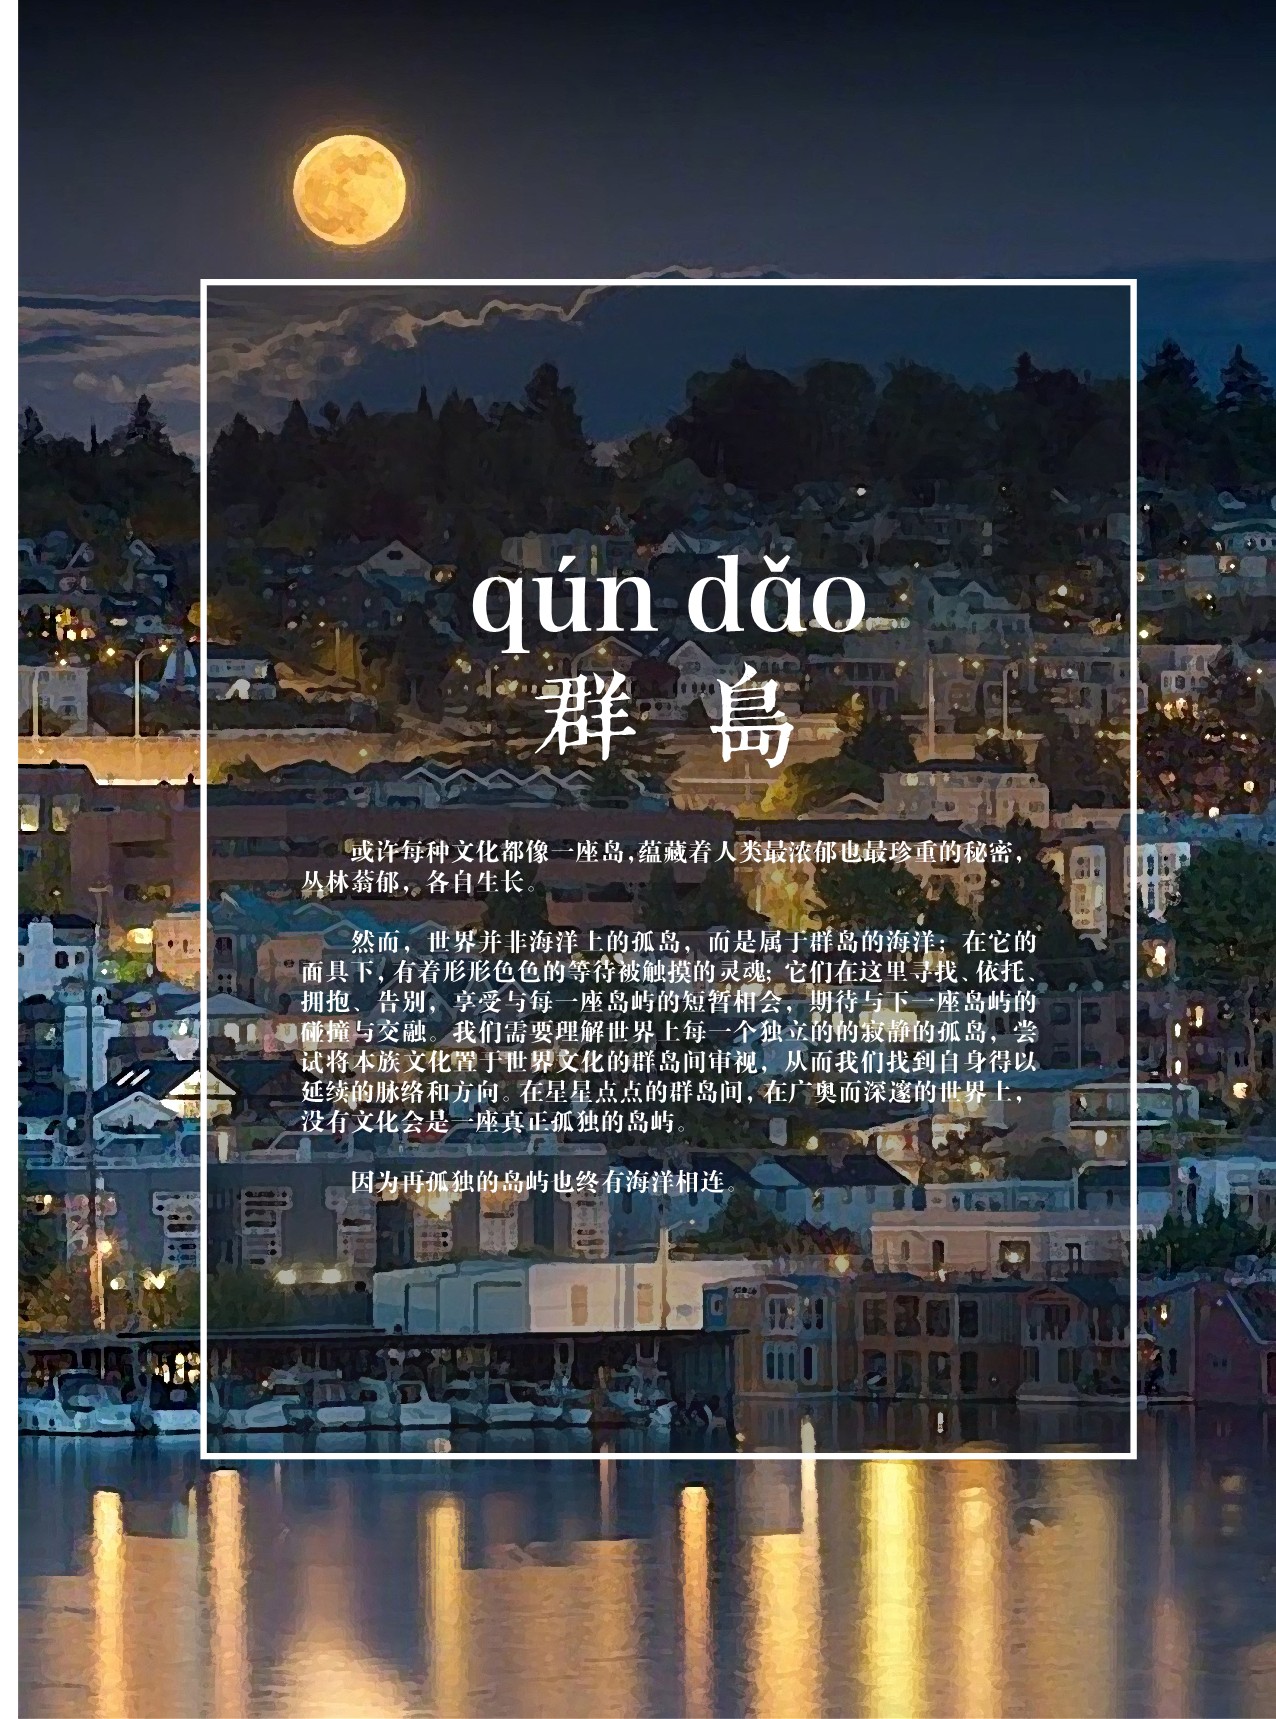 qún dǎo
群 島
或许每种文化都像一座岛,蕴藏着人类最浓郁也最珍重的秘密,
丛林蓊郁，各自生长。
然而，世界并非海洋上的孤岛，而是属于群岛的海洋；在它的
面具下,有着形形色色的等待被触摸的灵魂;它们在这里寻找、依托、
拥抱、告别，享受与每一座岛屿的短暂相会，期待与下一座岛屿的
碰撞与交融。我们需要理解世界上每一个独立的的寂静的孤岛，尝
试将本族文化置于世界文化的群岛间审视，从而我们找到自身得以
延续的脉络和方向。在星星点点的群岛间,在广奥而深邃的世界上，
没有文化会是一座真正孤独的岛屿。
因为再孤独的岛屿也终有海洋相连。